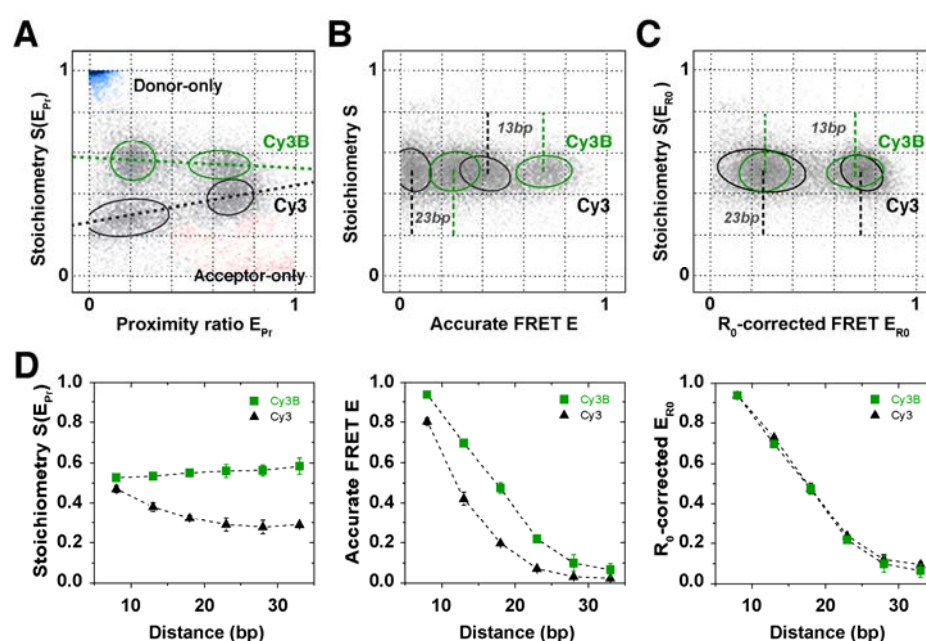 A
B
C
Stoichiometry S(E_Pr)
1
0
Donor-only
Cy3B
Cy3
Acceptor-only
0
1
Proximity ratio E_Pr
Stoichiometry S
1
0
13bp
Cy3B
23bp
Cy3
0
1
Accurate FRET E
Stoichiometry S(E_R0)
1
0
13bp
Cy3B
23bp
Cy3
0
1
R_0-corrected FRET E_R0
D
Stoichiometry S(E_Pr)
1.0
0.8
0.6
0.4
0.2
0.0
Cy3B
Cy3
10 20 30
Distance (bp)
Accurate FRET E
1.0
0.8
0.6
0.4
0.2
0.0
Cy3B
Cy3
10 20 30
Distance (bp)
R_0-corrected E_R0
1.0
0.8
0.6
0.4
0.2
0.0
Cy3B
Cy3
10 20 30
Distance (bp)